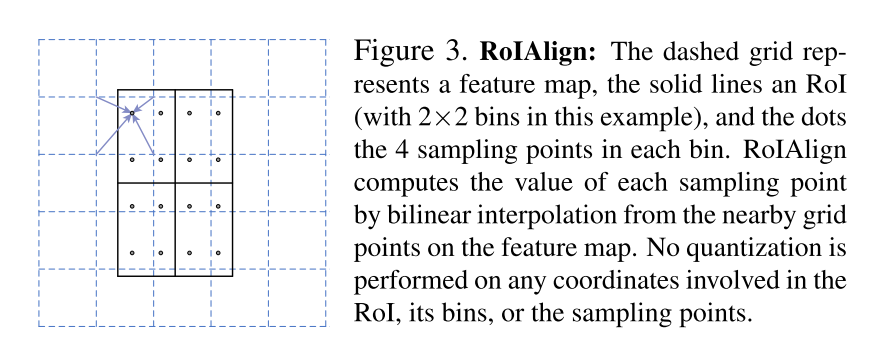 Figure 3. RoIAlign: The dashed grid rep-
resents a feature map, the solid lines an RoI
(with 2×2 bins in this example), and the dots
the 4 sampling points in each bin. RoIAlign
computes the value of each sampling point
by bilinear interpolation from the nearby grid
points on the feature map. No quantization is
performed on any coordinates involved in the
RoI, its bins, or the sampling points.